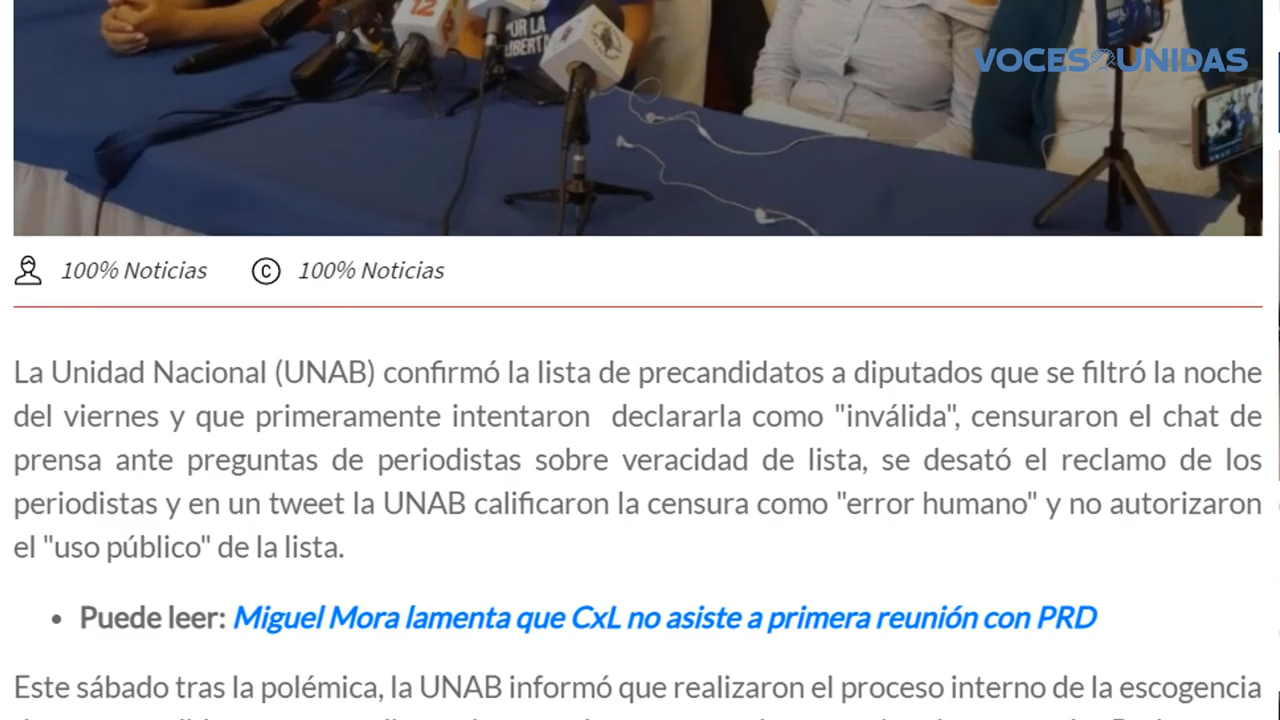 12
POR LA
LIBERT
VOCES UNIDAS
100% Noticias
100% Noticias
La Unidad Nacional (UNAB) confirmó la lista de precandidatos a diputados que se filtró la noche
del viernes y que primeramente intentaron declararla como "inválida", censuraron el chat de
prensa ante preguntas de periodistas sobre veracidad de lista, se desató el reclamo de los
periodistas y en un tweet la UNAB calificaron la censura como "error humano" y no autorizaron
el "uso público" de la lista.
• Puede leer: Miguel Mora lamenta que CxL no asiste a primera reunión con PRD
Este sábado tras la polémica, la UNAB informó que realizaron el proceso interno de la escogencia